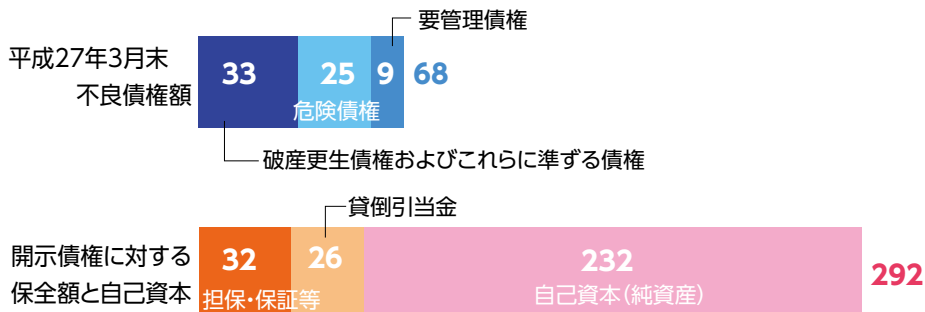 要管理債権
平成27年3月末
不良債権額
33 25 9 68
危険債権
破産更生債権およびこれらに準ずる債権
貸倒引当金
開示債権に対する
保全額と自己資本
32 26 232 292
担保・保証等 自己資本(純資産)